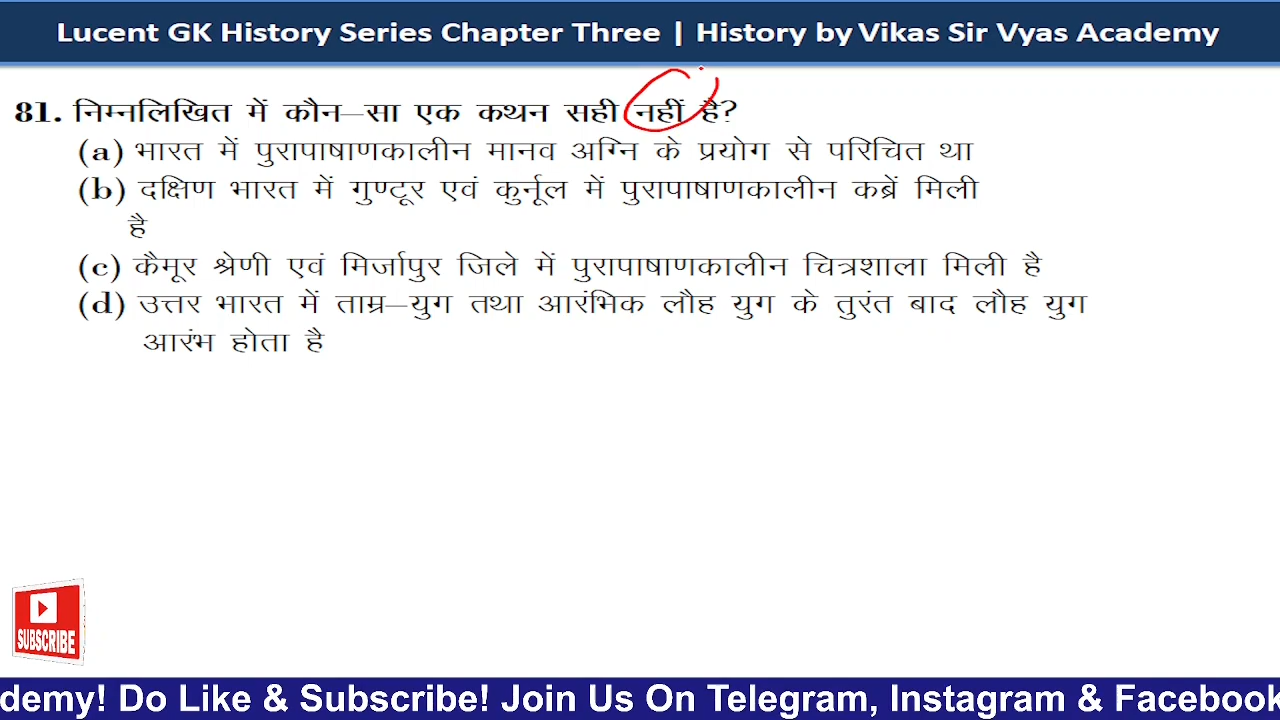 Lucent GK History Series Chapter Three | History by Vikas Sir Vyas Academy
81. निम्नलिखित में कौन–सा एक कथन सही नहीं है?
(a) भारत में पुरापाषाणकालीन मानव अग्नि के प्रयोग से परिचित था
(b) दक्षिण भारत में गुण्टूर एवं कुर्नूल में पुरापाषाणकालीन कब्रें मिली
है
(c) कैमूर श्रेणी एवं मिर्जापुर जिले में पुरापाषाणकालीन चित्रशाला मिली है
(d) उत्तर भारत में ताम्र–युग तथा आरंभिक लौह युग के तुरंत बाद लौह युग
आरंभ होता है
SUBSCRIBE
demy! Do Like & Subscribe! Join Us On Telegram, Instagram & Facebook